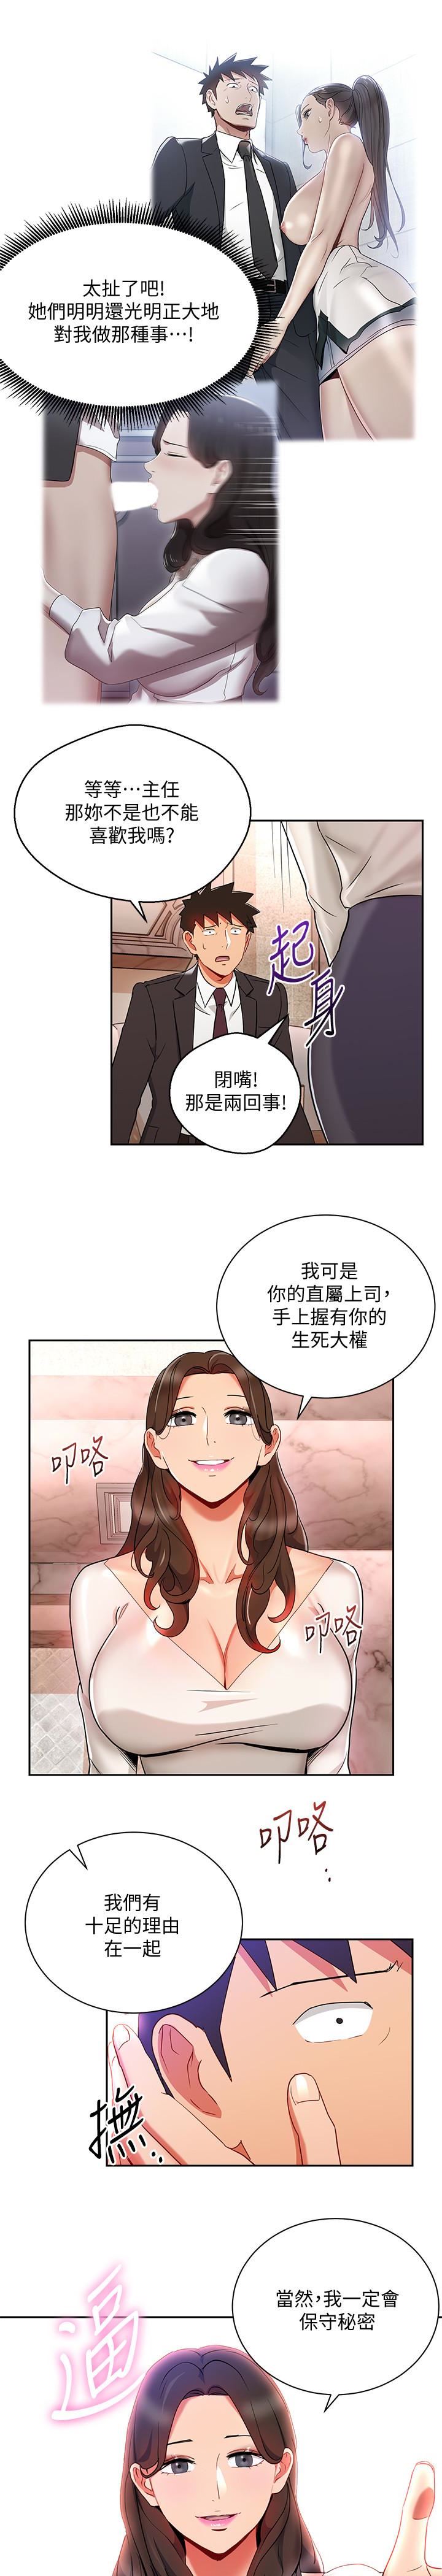 太扯了吧!
她們明明還光明正大地
對我做那種事⋯!
等等⋯主任
那妳不是也不能
喜歡我嗎?
起身
閉嘴!
那是兩回事!
我可是
你的直屬上司,
手上握有你的
生死大權
叩咯
叩咯
叩咯
我們有
十足的理由
在一起
撫
當然,我一定會
保守秘密
逼